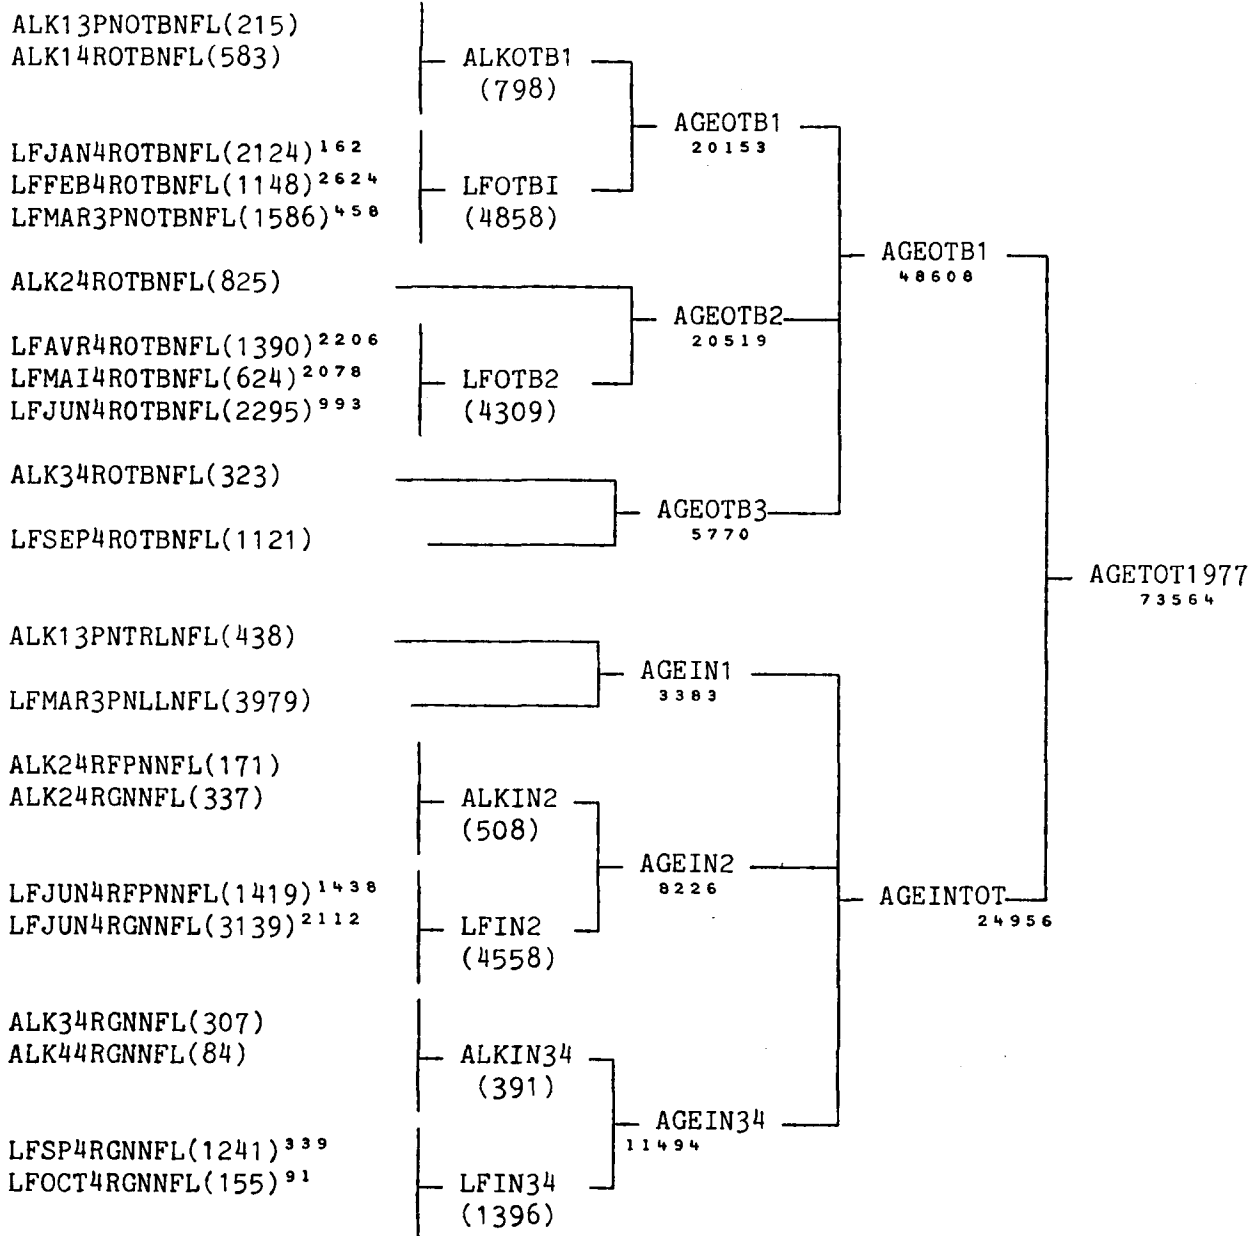 ALK13PNOTBNFL(215)
ALK14ROTBNFL(583)
ALKOTB1
(798)
AGEOTB1
20153
LFJAN4ROTBNFL(2124)162
LFFEB4ROTBNFL(1148)2624
LFMAR3PNOTBNFL(1586)458
LFOTBI
(4858)
AGEOTB1
48608
ALK24ROTBNFL(825)
AGEOTB2
20519
LFAVR4ROTBNFL(1390)2206
LFMAI4ROTBNFL(624)2078
LFJUN4ROTBNFL(2295)993
LFOTB2
(4309)
ALK34ROTBNFL(323)
AGEOTB3
5770
LFSEP4ROTBNFL(1121)
AGETOT1977
73564
ALK13PNTRLNFL(438)
AGEIN1
3383
LFMAR3PNLLNFL(3979)
ALK24RFPNNFL(171)
ALK24RGNNFL(337)
ALKIN2
(508)
AGEIN2
8226
LFJUN4RFPNNFL(1419)1438
LFJUN4RGNNFL(3139)2112
LFIN2
(4558)
AGEINTOT
24956
ALK34RGNNFL(307)
ALK44RGNNFL(84)
ALKIN34
(391)
AGEIN34
11494
LFSP4RGNNFL(1241)339
LFOCT4RGNNFL(155)91
LFIN34
(1396)